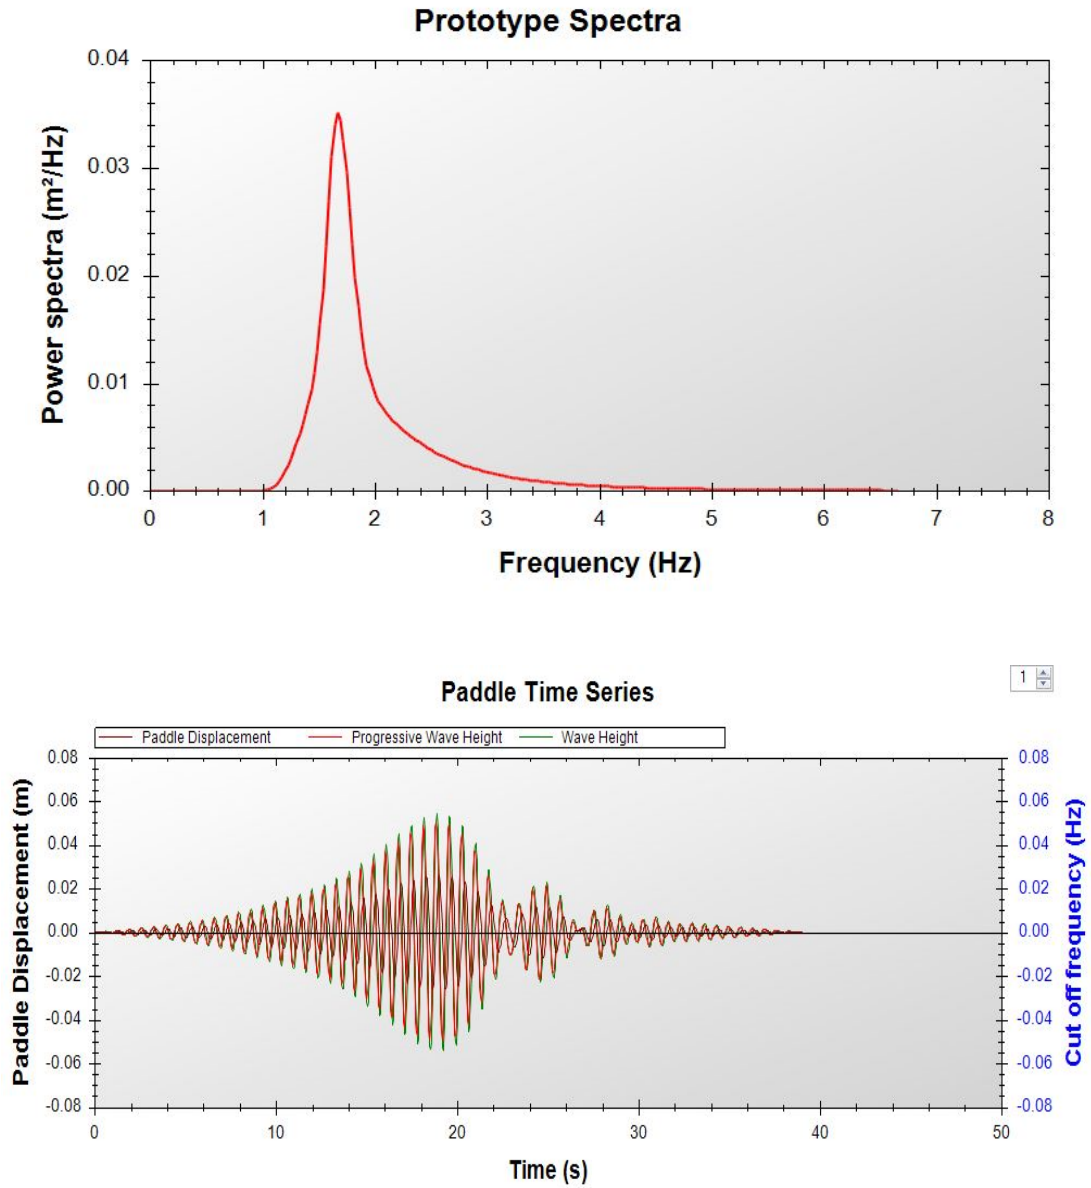 Prototype Spectra
Power spectra (m²/Hz)
0.04
0.03
0.02
0.01
0.00
0 1 2 3 4 5 6 7 8
Frequency (Hz)
1
Paddle Time Series
Paddle Displacement Progressive Wave Height Wave Height
Paddle Displacement (m)
0.08 0.08
0.06 0.06
0.04 0.04
0.02 0.02
0.00 0.00
-0.02 -0.02
-0.04 -0.04
-0.06 -0.06
-0.08 -0.08
Cut off frequency (Hz)
0 10 20 30 40 50
Time (s)